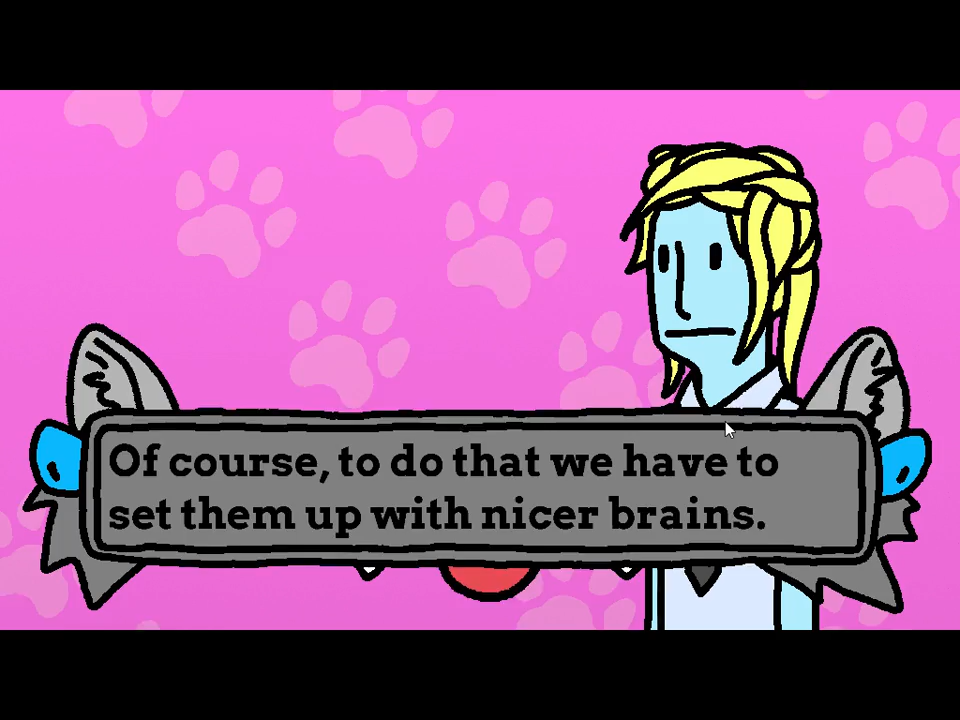 Of course, to do that we have to
set them up with nicer brains.